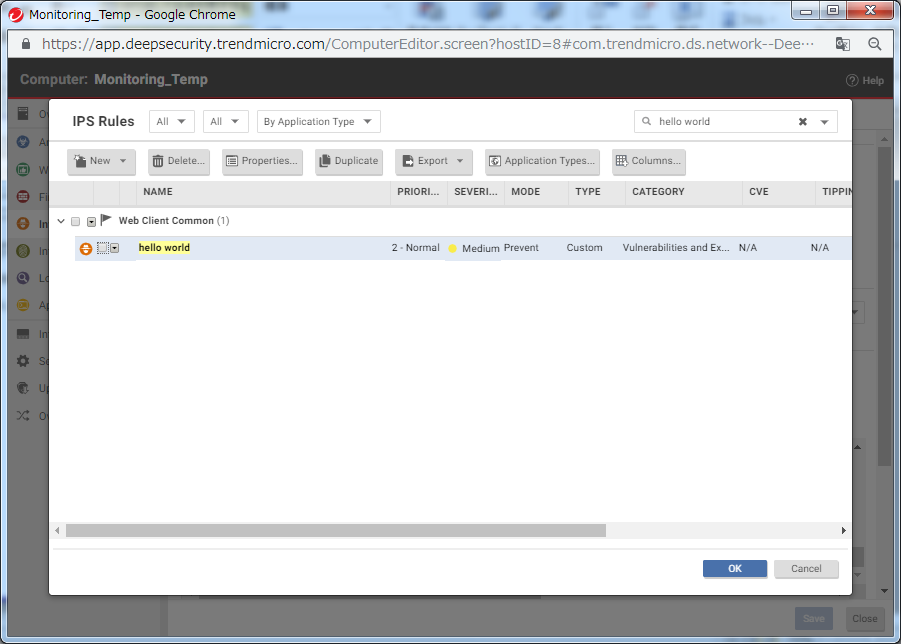 Monitoring_Temp - Google Chrome
https://app.deepsecurity.trendmicro.com/ComputerEditor.screen?hostID=8#com.trendmicro.ds.network--Dee···
Computer: Monitoring_Temp
Help
IPS Rules
All
All
By Application Type
hello world
New
Delete...
Properties...
Duplicate
Export
Application Types...
Columns...
NAME
PRIORI...
SEVERI...
MODE
TYPE
CATEGORY
CVE
TIPPIN
Web Client Common (1)
hello world
2 - Normal
Medium
Prevent
Custom
Vulnerabilities and Ex...
N/A
N/A
OK
Cancel
Save
Close